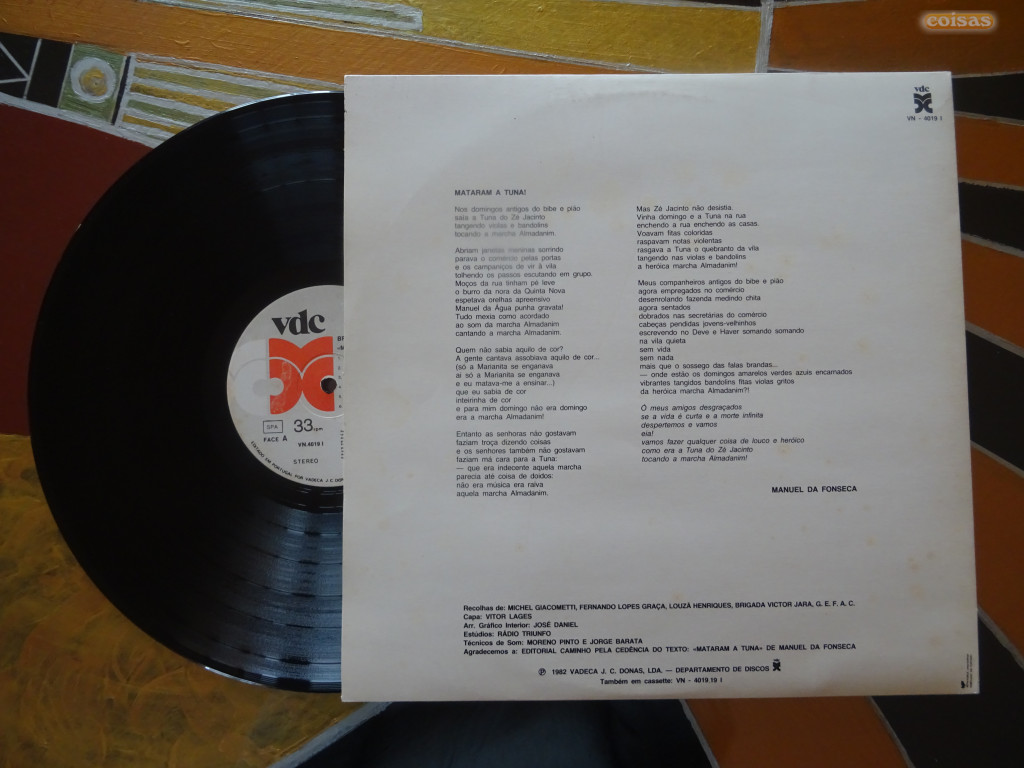 coisas
vdc
VN - 4019 I
MATARAM A TUNA!
Nos domingos antigos do bibe e pião
saía a Tuna do Zé Jacinto
tangendo violas e bandolins
tocando a marcha Almadanim.
Abriam janelas meninas sorrindo
parava o comércio pelas portas
e os campaniços de vir à vila
tolhendo os passos escutando em grupo.
Moços da rua tinham pé leve
o burro da nora da Quinta Nova
espetava orelhas apreensivo
Manuel da Água punha gravata!
Tudo mexia como acordado
ao som da marcha Almadanim
cantando a marcha Almadanim.
Quem não sabia aquilo de cor?
A gente cantava assobiava aquilo de cor...
(só a Marianita se enganava
ai só a Marianita se enganava
e eu matava-me a ensinar...)
que eu sabia de cor
inteirinha de cor
e para mim domingo não era domingo
era a marcha Almadanim!
Entanto as senhoras não gostavam
faziam troça dizendo coisas
e os senhores também não gostavam
faziam má cara para a Tuna:
— que era indecente aquela marcha
parecia até coisa de doidos:
não era música era raiva
aquela marcha Almadanim.
Mas Zé Jacinto não desistia.
Vinha domingo e a Tuna na rua
enchendo a rua enchendo as casas.
Voavam fitas coloridas
raspavam notas violentas
rasgava a Tuna o quebranto da vila
tangendo nas violas e bandolins
a heróica marcha Almadanim!
Meus companheiros antigos do bibe e pião
agora empregados no comércio
desenrolando fazenda medindo chita
agora sentados
dobrados nas secretárias do comércio
cabeças pendidas jovens-velhinhos
escrevendo no Deve e Haver somando somando
na vila quieta
sem vida
sem nada
mais que o sossego das falas brandas...
— onde estão os domingos amarelos verdes azuis encarnados
vibrantes tangidos bandolins fitas violas gritos
da heróica marcha Almadanim?!
Ó meus amigos desgraçados
se a vida é curta e a morte infinita
despertemos e vamos
eia!
vamos fazer qualquer coisa de louco e heróico
como era a Tuna do Zé Jacinto
tocando a marcha Almadanim!
MANUEL DA FONSECA
Recolhas de: MICHEL GIACOMETTI, FERNANDO LOPES GRAÇA, LOUZÃ HENRIQUES, BRIGADA VICTOR JARA, G. E. F. A. C.
Capa: VITOR LAGES
Arr. Gráfico Interior: JOSÉ DANIEL
Estúdios: RÁDIO TRIUNFO
Técnicos de Som: MORENO PINTO E JORGE BARATA
Agradecemos a: EDITORIAL CAMINHO PELA CEDÊNCIA DO TEXTO: «MATARAM A TUNA» DE MANUEL DA FONSECA
℗ 1982 VADECA J. C. DONAS, LDA. — DEPARTAMENTO DE DISCOS
Também em cassette: VN - 4019.19 I
vdc
SPA
33 rpm
FACE A
VN.4019 I
STEREO
EDITADO EM PORTUGAL POR VADECA J. C. DON